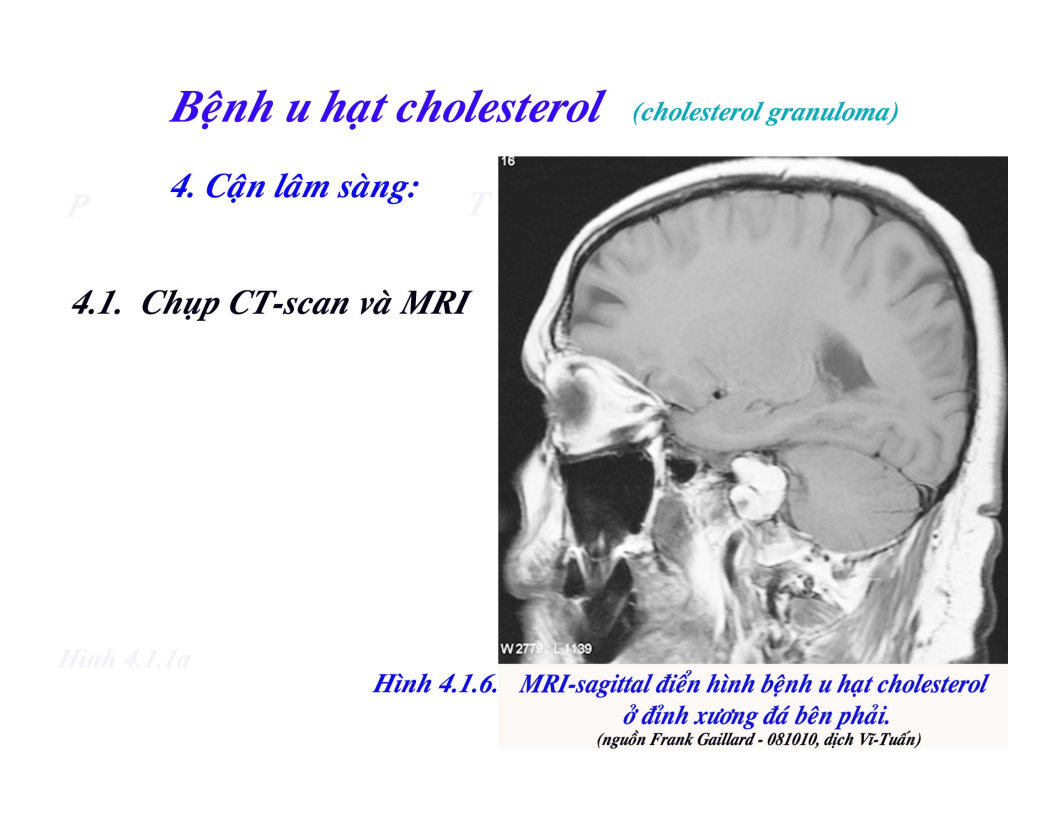 Bệnh u hạt cholesterol (cholesterol granuloma)
4. Cận lâm sàng:
P
T
16
4.1. Chụp CT-scan và MRI
W 2779 : L 1139
Hình 4.1.1a
Hình 4.1.6. MRI-sagittal điển hình bệnh u hạt cholesterol
ở đỉnh xương đá bên phải.
(nguồn Frank Gaillard - 081010, dịch Vĩ-Tuấn)